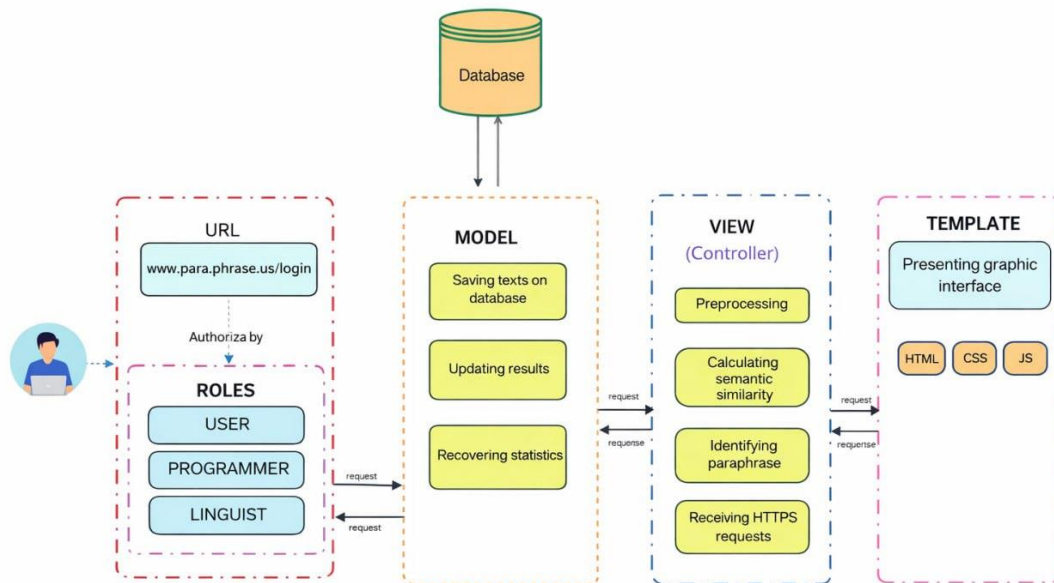 Database
URL
www.para.phrase.us/login
Authoriza by
ROLES
USER
PROGRAMMER
LINGUIST
request
request
MODEL
Saving texts on
database
Updating results
Recovering statistics
request
requense
VIEW
(Controller)
Preprocessing
Calculating
semantic
similarity
Identifying
paraphrase
Receiving HTTPS
requests
request
requense
TEMPLATE
Presenting graphic
interface
HTML
CSS
JS